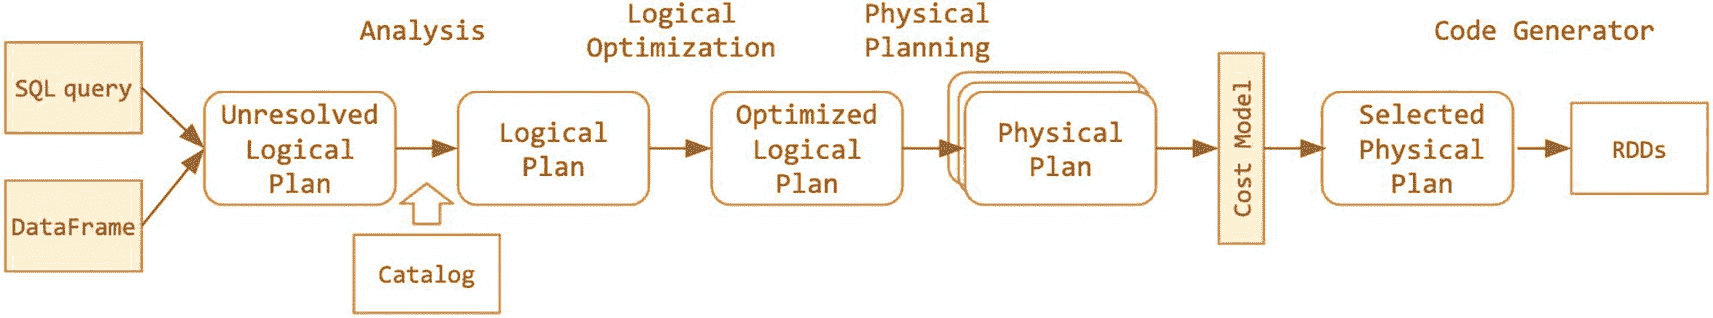 Analysis
Logical
Optimization
Physical
Planning
Code Generator
SQL query
DataFrame
Unresolved
Logical
Plan
Catalog
Logical
Plan
Optimized
Logical
Plan
Physical
Plan
Cost Model
Selected
Physical
Plan
RDDs